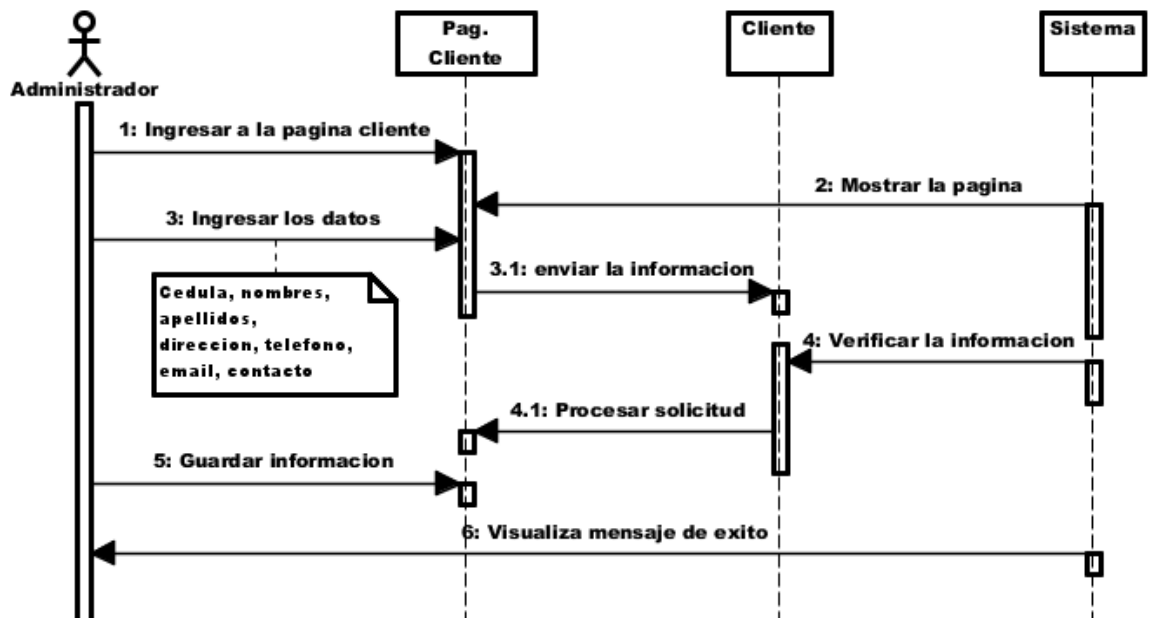 Administrador
Pag.
Cliente
Cliente
Sistema
1: Ingresar a la pagina cliente
2: Mostrar la pagina
3: Ingresar los datos
Cedula, nombres,
apellidos,
direccion, telefono,
email, contacto
3.1: enviar la informacion
4: Verificar la informacion
4.1: Procesar solicitud
5: Guardar informacion
6: Visualiza mensaje de exito